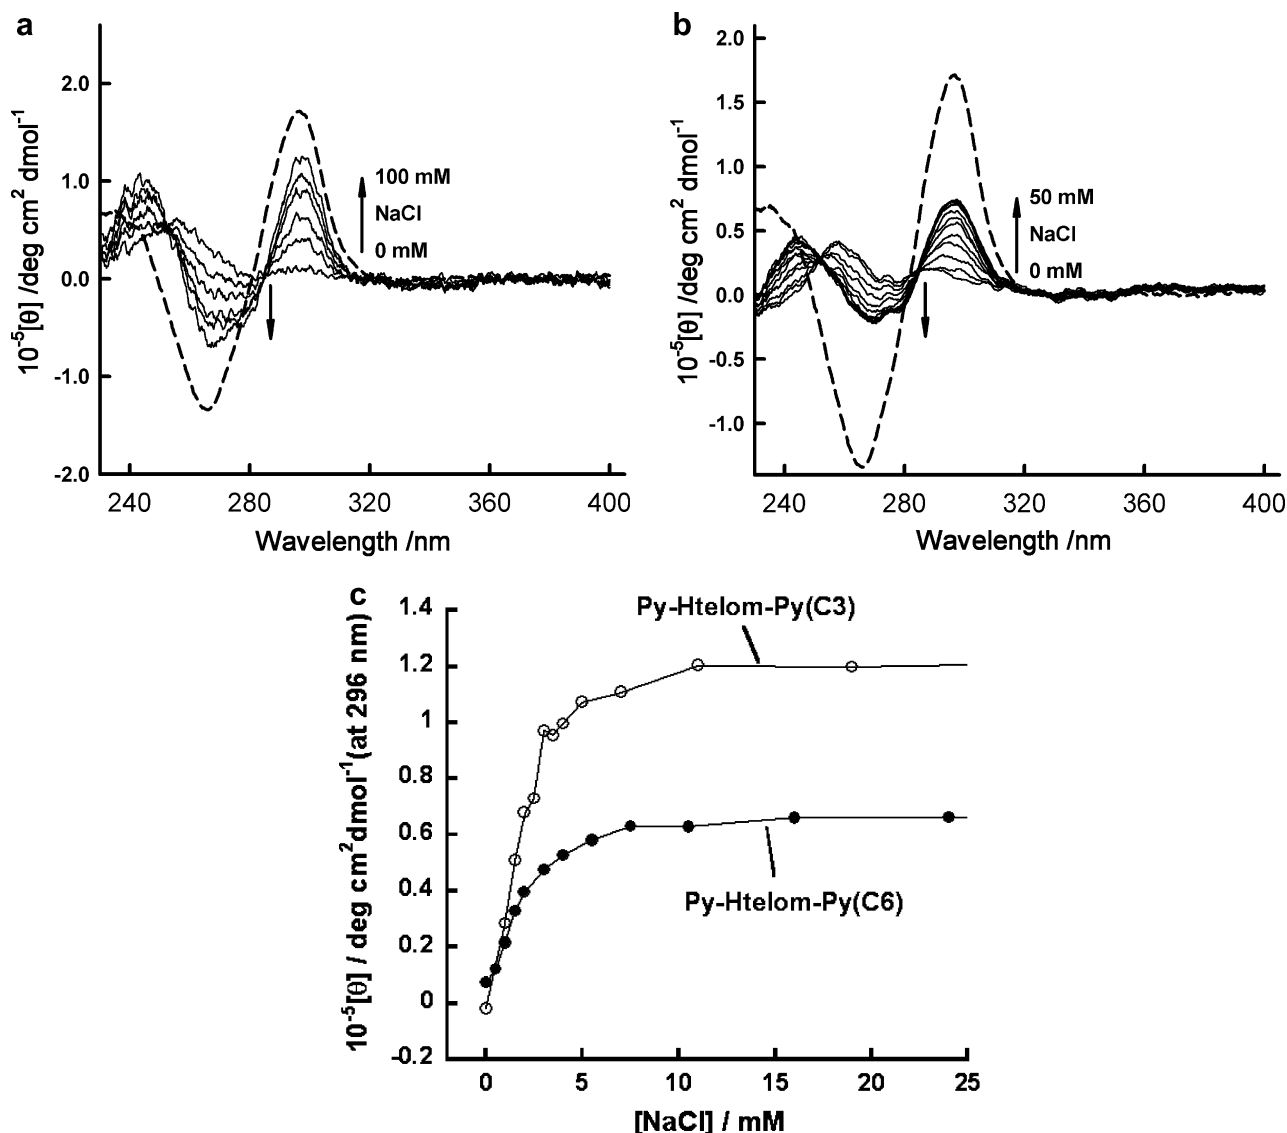 a
10⁻⁵[θ] /deg cm² dmol⁻¹
2.0
1.0
0.0
-1.0
-2.0
100 mM
NaCl
0 mM
240 280 320 360 400
Wavelength /nm
b
10⁻⁵[θ] /deg cm² dmol⁻¹
2.0
1.5
1.0
0.5
0.0
-0.5
-1.0
50 mM
NaCl
0 mM
240 280 320 360 400
Wavelength /nm
c
10⁻⁵[θ] / deg cm²dmol⁻¹(at 296 nm)
1.4
1.2
1
0.8
0.6
0.4
0.2
0
-0.2
Py-Htelom-Py(C3)
Py-Htelom-Py(C6)
0 5 10 15 20 25
[NaCl] / mM